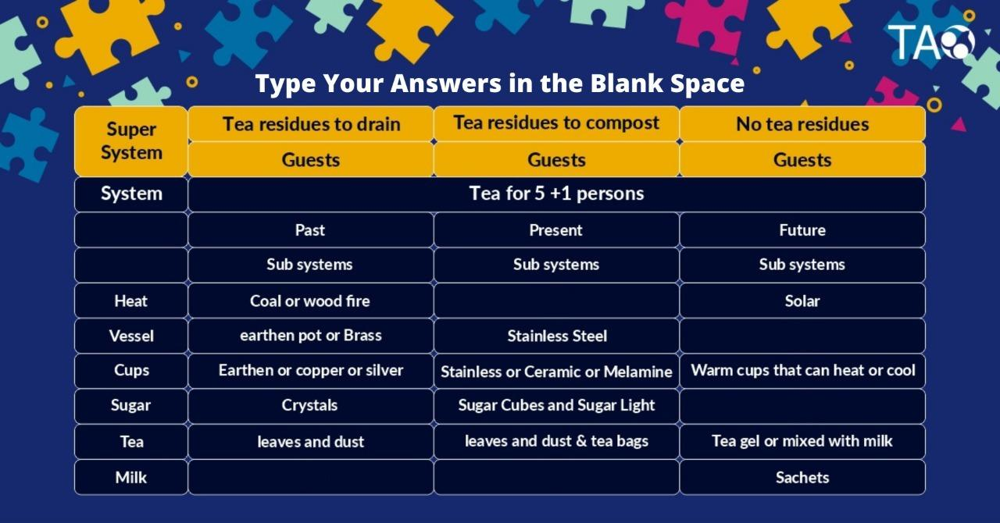 TAO
Type Your Answers in the Blank Space
Super System
Tea residues to drain
Tea residues to compost
No tea residues
Guests
Guests
Guests
System
Tea for 5 +1 persons
Past
Present
Future
Sub systems
Sub systems
Sub systems
Heat
Coal or wood fire
Solar
Vessel
earthen pot or Brass
Stainless Steel
Cups
Earthen or copper or silver
Stainless or Ceramic or Melamine
Warm cups that can heat or cool
Sugar
Crystals
Sugar Cubes and Sugar Light
Tea
leaves and dust
leaves and dust & tea bags
Tea gel or mixed with milk
Milk
Sachets